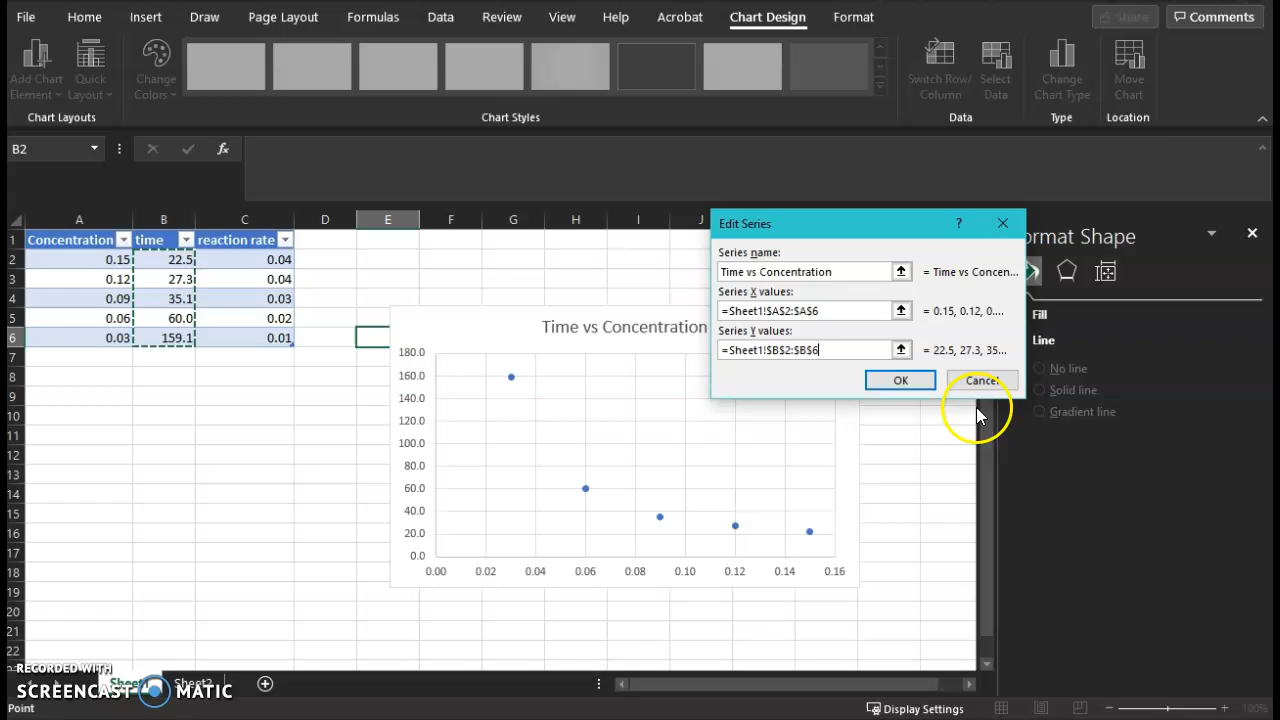 File Home Insert Draw Page Layout Formulas Data Review View Help Acrobat Chart Design Format Share Comments
Add Chart Element Quick Layout Change Colors Switch Row/ Column Select Data Change Chart Type Move Chart
Chart Layouts Chart Styles Data Type Location
B2 fx
A B C D E F G H I J
1 Concentration time reaction rate
2 0.15 22.5 0.04
3 0.12 27.3 0.04
4 0.09 35.1 0.03
5 0.06 60.0 0.02
6 0.03 159.1 0.01
7
8
9
10
11
12
13
14
15
16
17
18
19
20
21
22
Time vs Concentration
180.0
160.0
140.0
120.0
100.0
80.0
60.0
40.0
20.0
0.0
0.00 0.02 0.04 0.06 0.08 0.10 0.12 0.14 0.16
Edit Series ?
Series name:
Time vs Concentration = Time vs Concen...
Series X values:
=Sheet1!$A$2:$A$6 = 0.15, 0.12, 0....
Series Y values:
=Sheet1!$B$2:$B$6 = 22.5, 27.3, 35...
OK Cancel
ormat Shape
Fill
Line
No line
Solid line
Gradient line
Sheet1 Sheet2
RECORDED WITH
SCREENCAST MATIC
Point Display Settings 100%